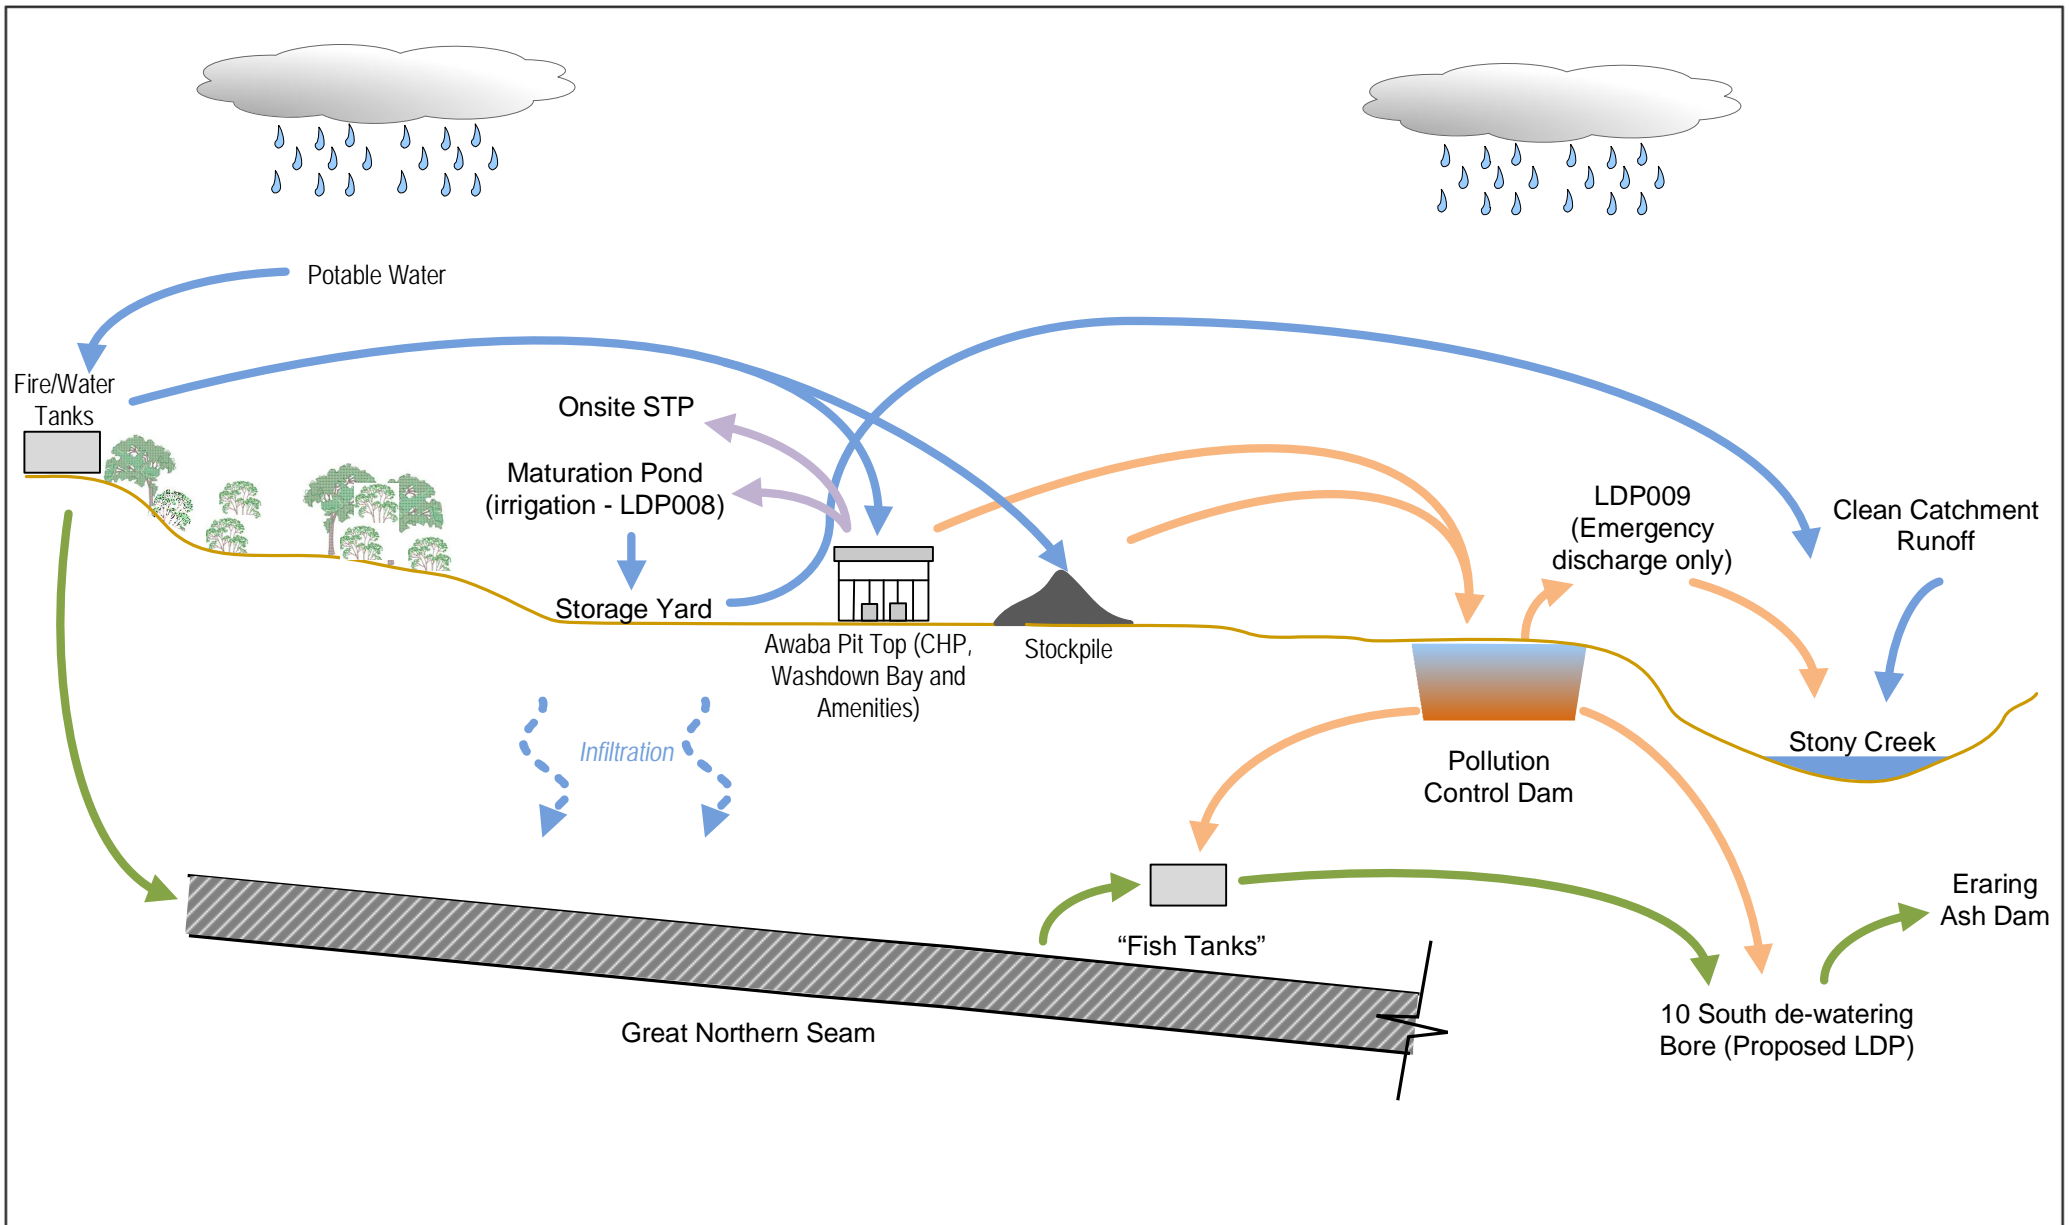 Potable Water
Fire/Water
Tanks
Onsite STP
Maturation Pond
(irrigation - LDP008)
Storage Yard
Awaba Pit Top (CHP,
Washdown Bay and
Amenities)
Stockpile
LDP009
(Emergency
discharge only)
Clean Catchment
Runoff
Stony Creek
Pollution
Control Dam
Infiltration
"Fish Tanks"
Eraring
Ash Dam
10 South de-watering
Bore (Proposed LDP)
Great Northern Seam